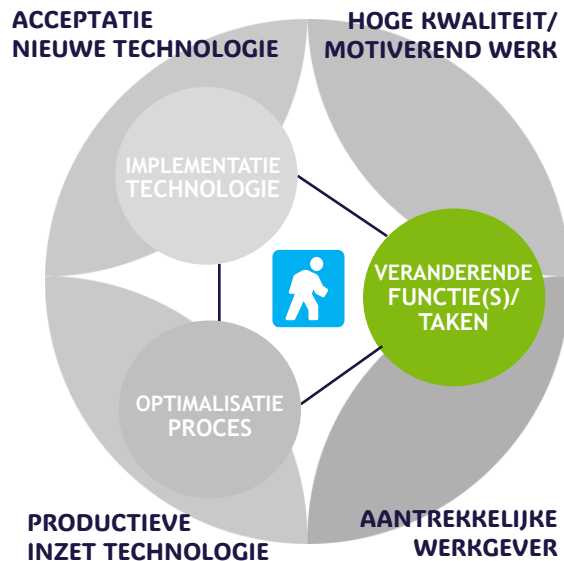 ACCEPTATIE
NIEUWE TECHNOLOGIE
HOGE KWALITEIT/
MOTIVEREND WERK
IMPLEMENTATIE
TECHNOLOGIE
VERANDERENDE
FUNCTIE(S)/
TAKEN
OPTIMALISATIE
PROCES
PRODUCTIEVE
INZET TECHNOLOGIE
AANTREKKELIJKE
WERKGEVER